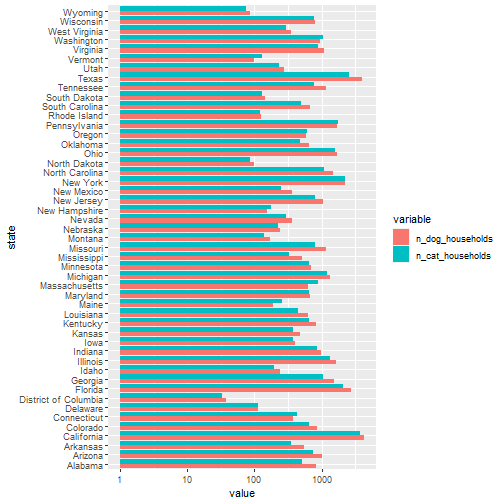 Wyoming
Wisconsin
West Virginia
Washington
Virginia
Vermont
Utah
Texas
Tennessee
South Dakota
South Carolina
Rhode Island
Pennsylvania
Oregon
Oklahoma
Ohio
North Dakota
North Carolina
New York
New Mexico
New Jersey
New Hampshire
Nevada
Nebraska
Montana
Missouri
Mississippi
Minnesota
Michigan
Massachusetts
Maryland
Maine
Louisiana
Kentucky
Kansas
Iowa
Indiana
Illinois
Idaho
Georgia
Florida
District of Columbia
Delaware
Connecticut
Colorado
California
Arkansas
Arizona
Alabama
state
1 10 100 1000
value
variable
n_dog_households
n_cat_households